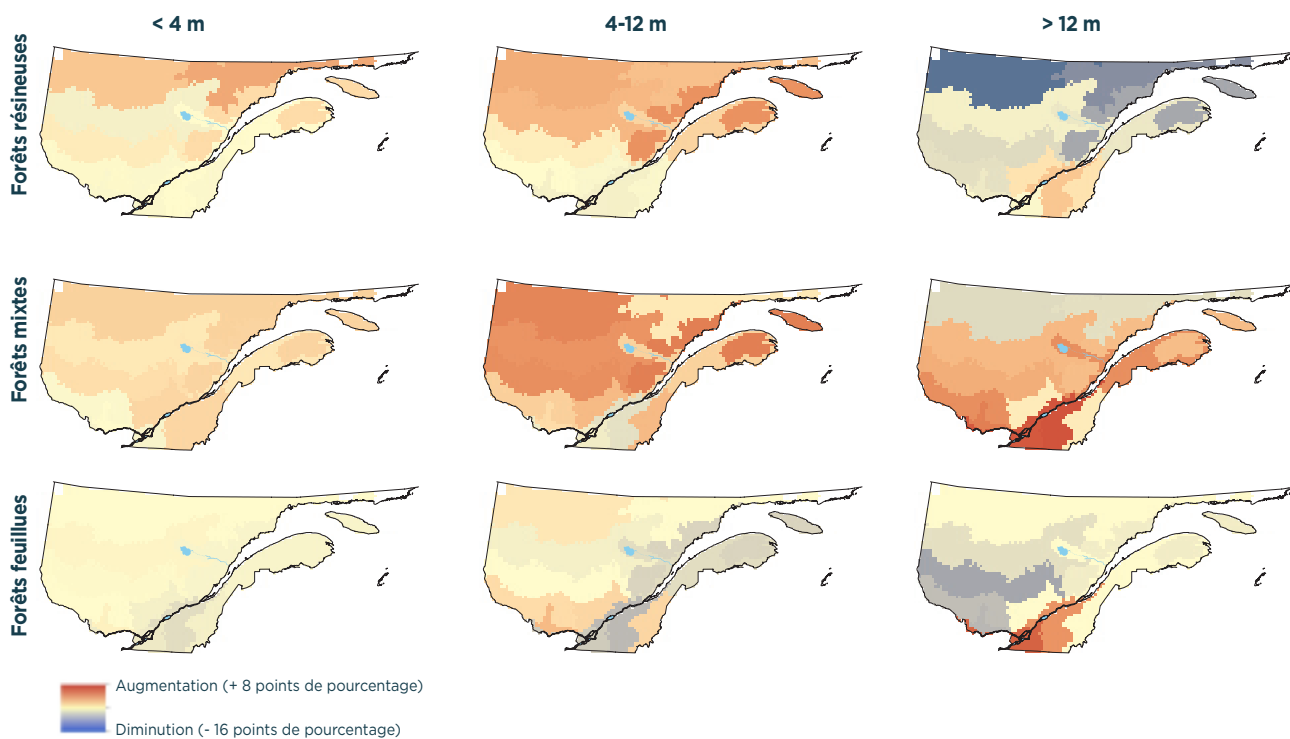 < 4 m
4-12 m
> 12 m
Forêts résineuses
Forêts mixtes
Forêts feuillues
Augmentation (+ 8 points de pourcentage)
Diminution (- 16 points de pourcentage)